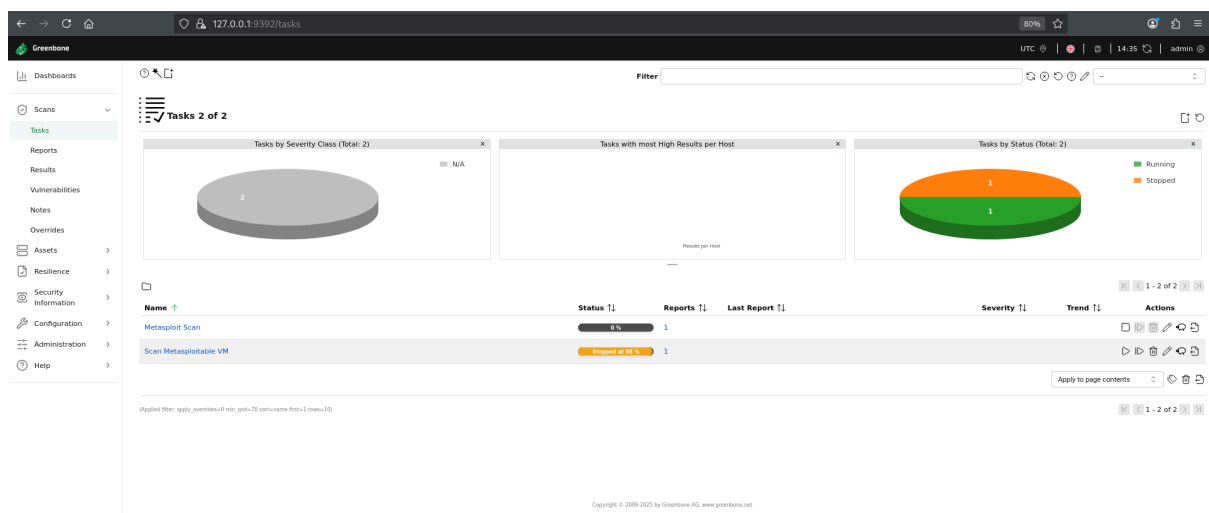 127.0.0.1:9392/tasks
80%
Greenbone
UTC
14:35
admin
Dashboards
Filter
--
Scans
Tasks 2 of 2
Tasks
Reports
Results
Vulnerabilities
Notes
Overrides
Assets
Resilience
Security
Information
Configuration
Administration
Help
Tasks by Severity Class (Total: 2)
×
N/A
2
Tasks with most High Results per Host
×
Results per Host
Tasks by Status (Total: 2)
×
Running
Stopped
1
1
1 - 2 of 2
Name Status Reports Last Report Severity Trend Actions
Metasploit Scan 0 % 1
Scan Metasploitable VM Stopped at 98 % 1
Apply to page contents
(Applied filter: apply_overrides=0 min_qod=70 sort=name first=1 rows=10)
1 - 2 of 2
Copyright © 2009-2025 by Greenbone AG, www.greenbone.net